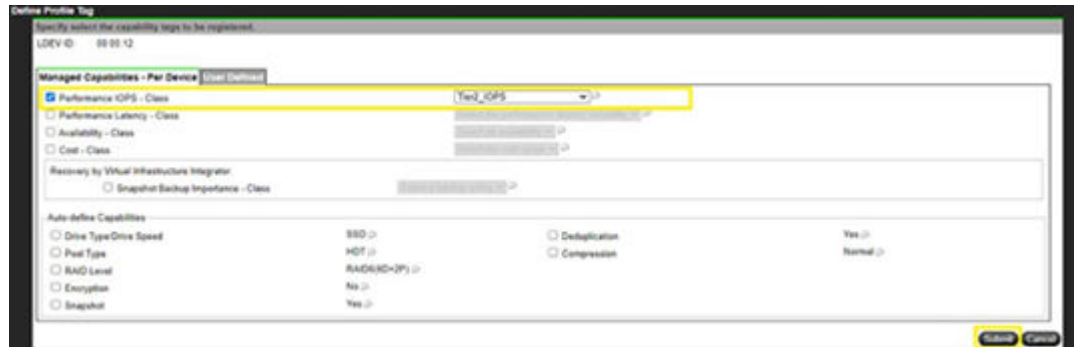 Define Profile Tag
Specify select the capability tags to be registered.
LDEV ID 00:00:12
Managed Capabilities - Per Device User Defined
Performance IOPS - Class Tier2_IOPS
Performance Latency - Class
Availability - Class
Cost - Class
Recovery by Virtual Infrastructure Integrator
Snapshot Backup Importance - Class
Auto define Capabilities
Drive Type/Drive Speed SSD Deduplication Yes
Pool Type HDT Compression Normal
RAID Level RAID6(6D+2P)
Encryption No
Snapshot Yes
Submit Cancel